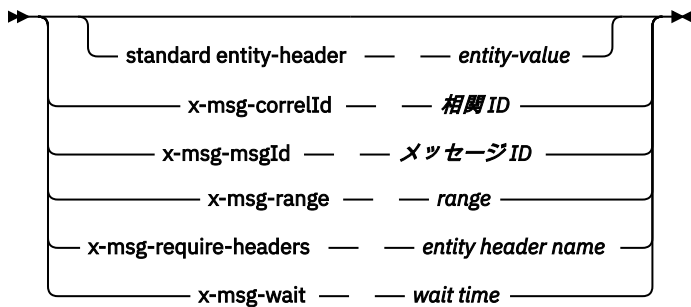 standard entity-header — entity-value
x-msg-correlId — 相関 ID
x-msg-msgId — メッセージ ID
x-msg-range — range
x-msg-require-headers — entity header name
x-msg-wait — wait time